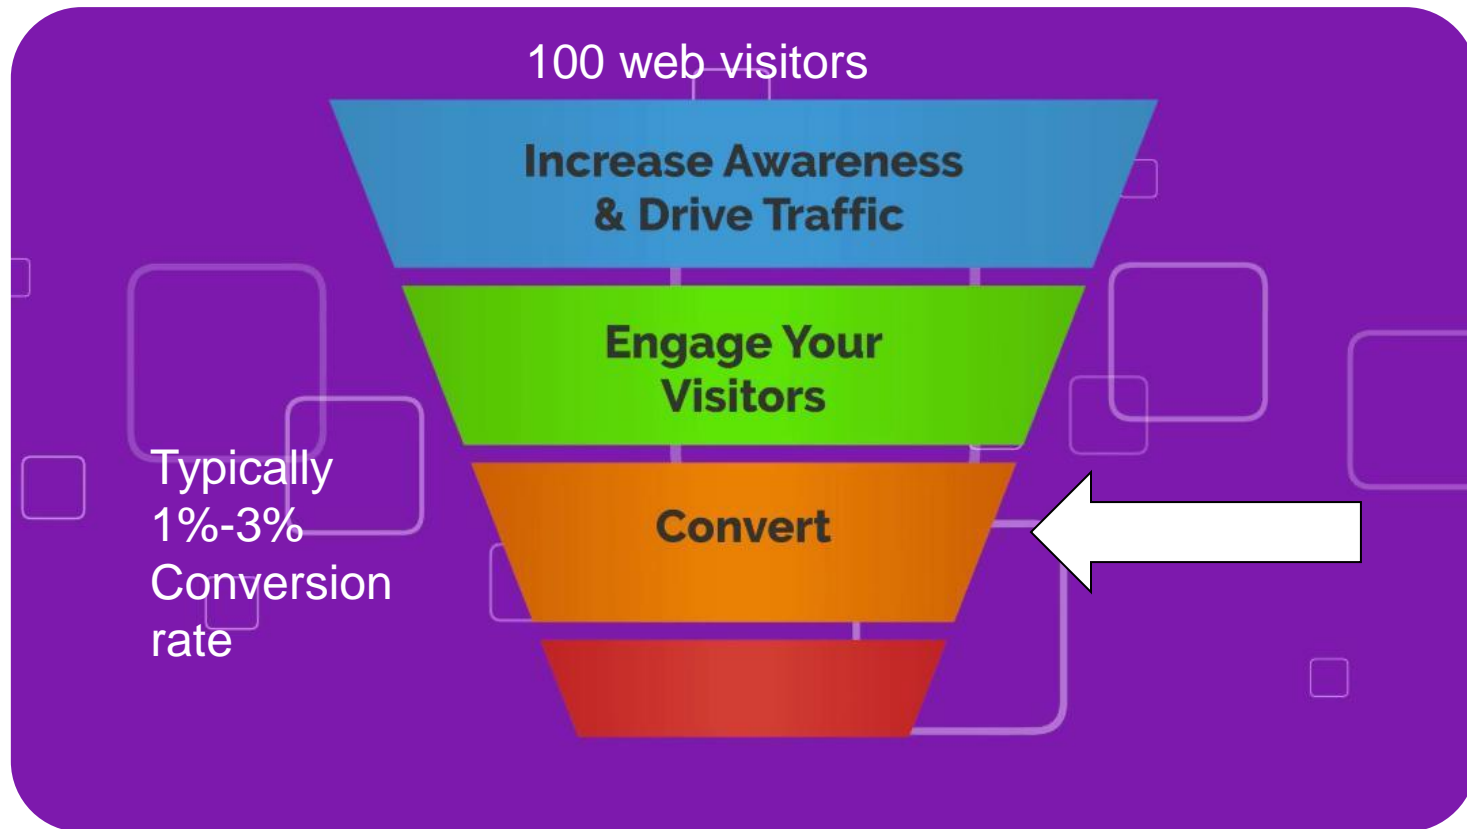 100 web visitors
Increase Awareness
& Drive Traffic
Engage Your
Visitors
Typically
1%-3%
Conversion
rate
Convert